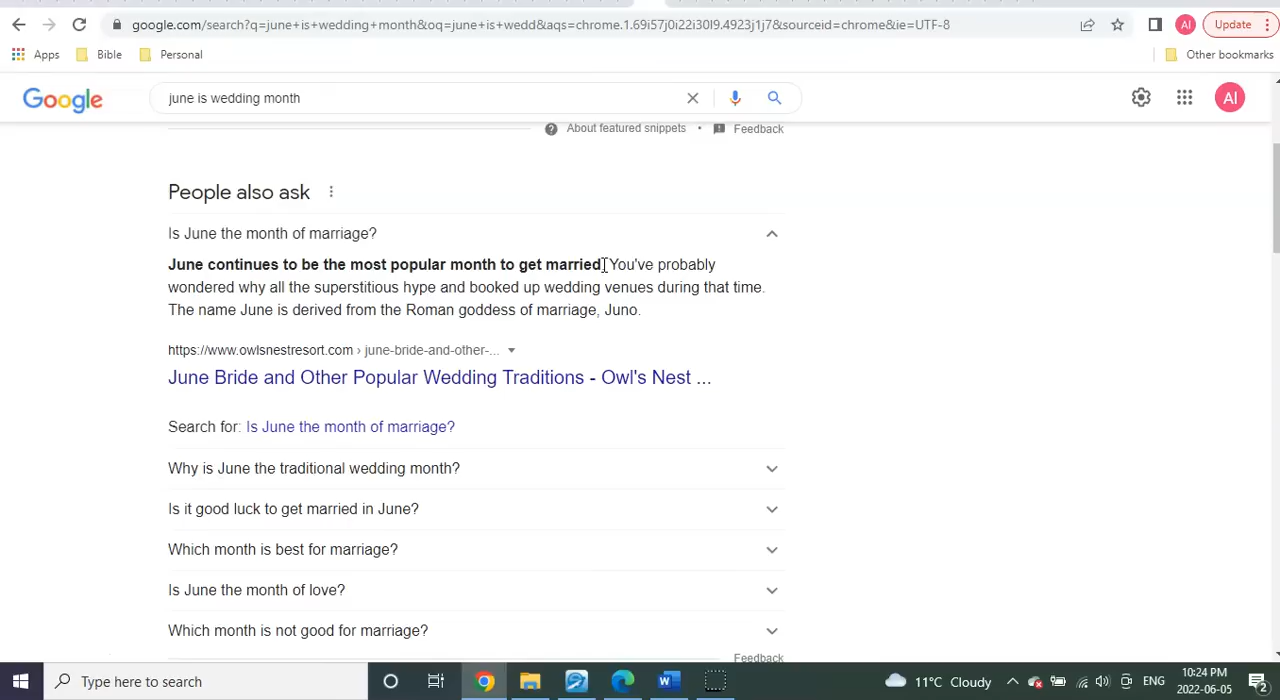 google.com/search?q=june+is+wedding+month&oq=june+is+wedd&aqs=chrome.1.69i57j0i22i30l9.4923j1j7&sourceid=chrome&ie=UTF-8
AI
Update
Apps
Bible
Personal
Other bookmarks
Google
june is wedding month
AI
About featured snippets • Feedback
People also ask
Is June the month of marriage?
June continues to be the most popular month to get married. You've probably
wondered why all the superstitious hype and booked up wedding venues during that time.
The name June is derived from the Roman goddess of marriage, Juno.
https://www.owlsnestresort.com › june-bride-and-other-...
June Bride and Other Popular Wedding Traditions - Owl's Nest ...
Search for: Is June the month of marriage?
Why is June the traditional wedding month?
Is it good luck to get married in June?
Which month is best for marriage?
Is June the month of love?
Which month is not good for marriage?
Feedback
Type here to search
11°C Cloudy
ENG
10:24 PM
2022-06-05
2